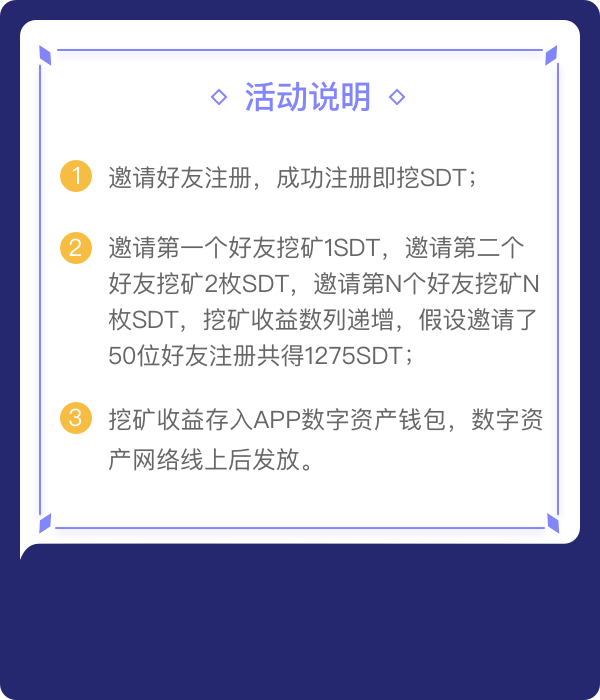 活动说明
1 邀请好友注册，成功注册即挖SDT；
2 邀请第一个好友挖矿1SDT，邀请第二个
好友挖矿2枚SDT，邀请第N个好友挖矿N
枚SDT，挖矿收益数列递增，假设邀请了
50位好友注册共得1275SDT；
3 挖矿收益存入APP数字资产钱包，数字资
产网络线上后发放。